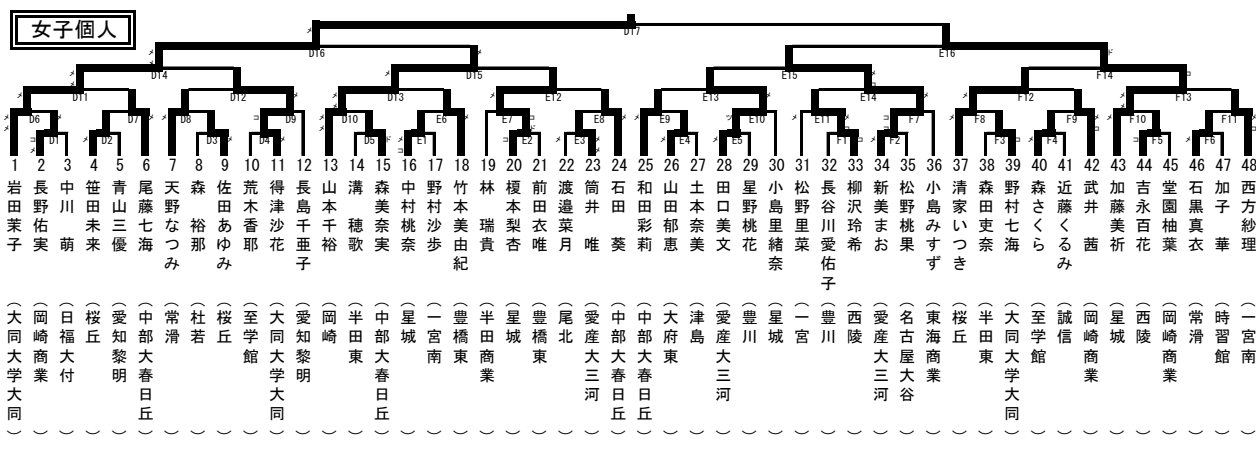 女子個人
D17
D16
E16
D14
D15
E15
F14
D11
D12
D13
E12
E13
E14
F12
F13
D6
D7
D8
D9
D10
E6
E7
E8
E9
E10
E11
F7
F8
F9
F10
F11
D1
D2
D3
D4
D5
E1
E2
E3
E4
E5
F1
F2
F3
F4
F5
F6
1 岩田茉子 （大同大学大同）
2 長野佑実 （岡崎商業）
3 中川 萌 （日福大付）
4 笹田未来 （桜丘）
5 青山三優 （愛知黎明）
6 尾藤七海 （中部大春日丘）
7 天野なつみ （常滑）
8 森 裕那 （杜若）
9 佐田あゆみ （桜丘）
10 荒木香耶 （至学館）
11 得津沙花 （大同大学大同）
12 長島千亜子 （愛知黎明）
13 山本千裕 （岡崎）
14 溝 穂歌 （半田東）
15 森美奈実 （中部大春日丘）
16 中村桃奈 （星城）
17 野村沙歩 （一宮南）
18 竹本美由紀 （豊橋東）
19 林 瑞貴 （半田商業）
20 榎本梨杏 （星城）
21 前田衣唯 （豊橋東）
22 渡邉菜月 （尾北）
23 筒井 唯 （愛産大三河）
24 石田 葵 （中部大春日丘）
25 和田彩莉 （中部大春日丘）
26 山田郁恵 （大府東）
27 土本奈美 （津島）
28 田口美文 （愛産大三河）
29 星野桃花 （豊川）
30 小島里緒奈 （星城）
31 松野里菜 （一宮）
32 長谷川愛佑子 （豊川）
33 柳沢玲希 （西陵）
34 新美まお （愛産大三河）
35 松野桃果 （名古屋大谷）
36 小島みすず （東海商業）
37 清家いつき （桜丘）
38 森田吏奈 （半田東）
39 野村七海 （大同大学大同）
40 森さくら （至学館）
41 近藤くるみ （誠信）
42 武井 茜 （岡崎商業）
43 加藤美祈 （星城）
44 吉永百花 （西陵）
45 堂園柚葉 （岡崎商業）
46 石黒真衣 （常滑）
47 加子 華 （時習館）
48 西方紗理 （一宮南）